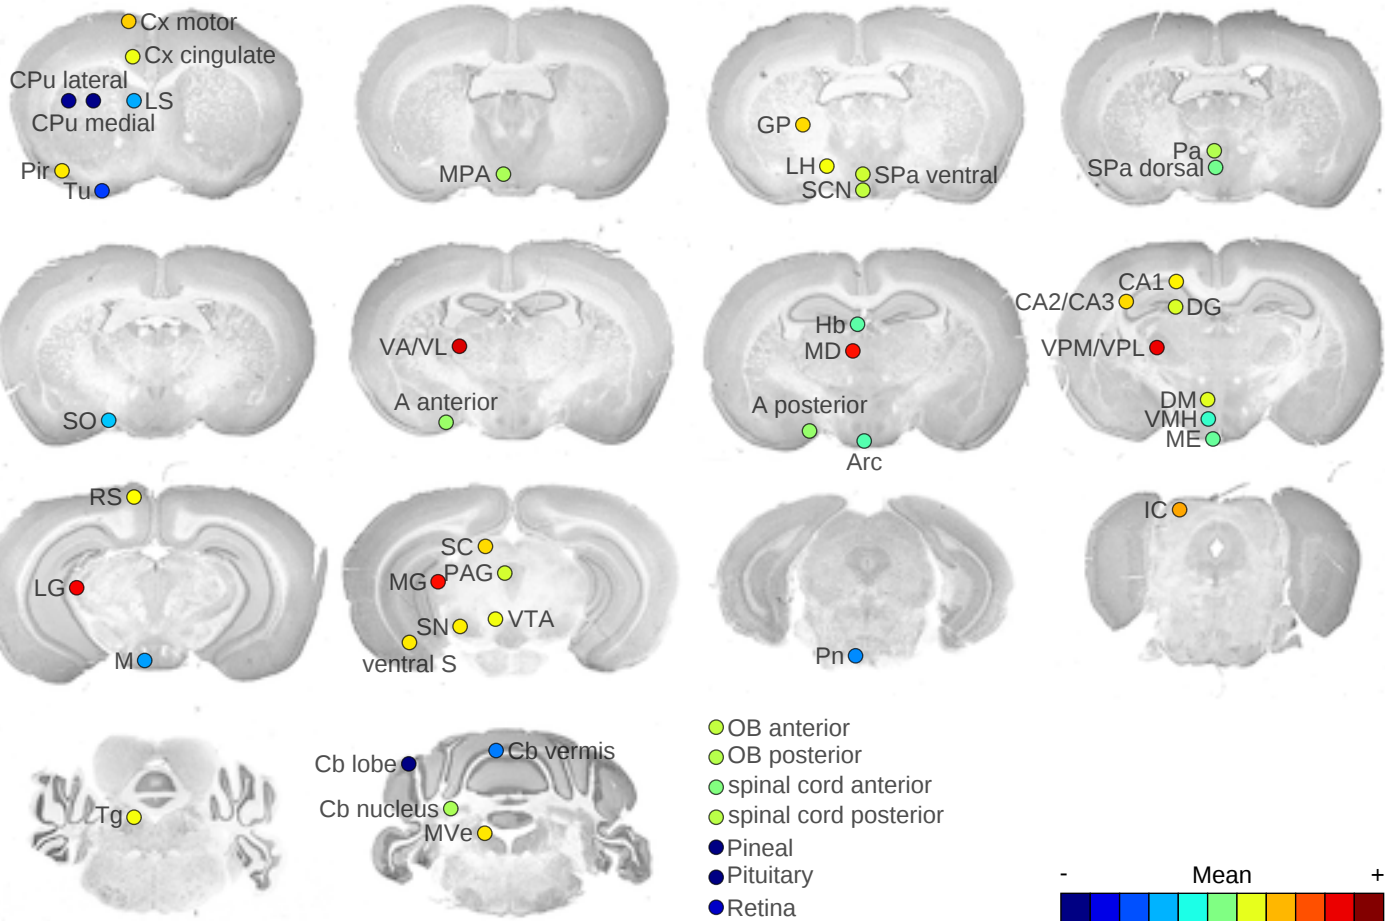 Cx motor
Cx cingulate
CPu lateral
LS
CPu medial
Pir
Tu
MPA
GP
LH
SPa ventral
SCN
Pa
SPa dorsal
SO
VA/VL
A anterior
Hb
MD
A posterior
Arc
CA1
CA2/CA3
DG
VPM/VPL
DM
VMH
ME
RS
LG
M
SC
MG
PAG
SN
VTA
ventral S
Pn
IC
Tg
Cb lobe
Cb vermis
Cb nucleus
MVe
OB anterior
OB posterior
spinal cord anterior
spinal cord posterior
Pineal
Pituitary
Retina
- Mean +